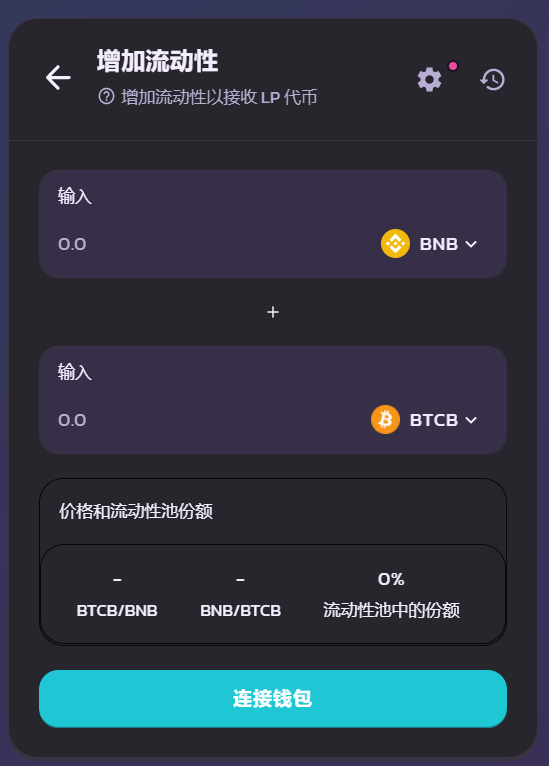 增加流动性
增加流动性以接收 LP 代币
输入
0.0
BNB
+
输入
0.0
BTCB
价格和流动性池份额
- - 0%
BTCB/BNB BNB/BTCB 流动性池中的份额
连接钱包